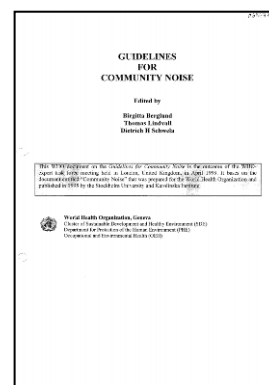 GUIDELINES
FOR
COMMUNITY NOISE
Edited by
Birgitta Berglund
Thomas Lindvall
Dietrich H Schwela
This WHO document on the Guidelines for Community Noise is the outcome of the WHO-
expert task force meeting held in London, United Kingdom, in April 1999. It bases on the
document entitled "Community Noise" that was prepared for the World Health Organization and
published in 1995 by the Stockholm University and Karolinska Institute.
World Health Organization, Geneva
Cluster of Sustainable Development and Healthy Environment (SDE)
Department for Protection of the Human Environment (PHE)
Occupational and Environmental Health (OEH)